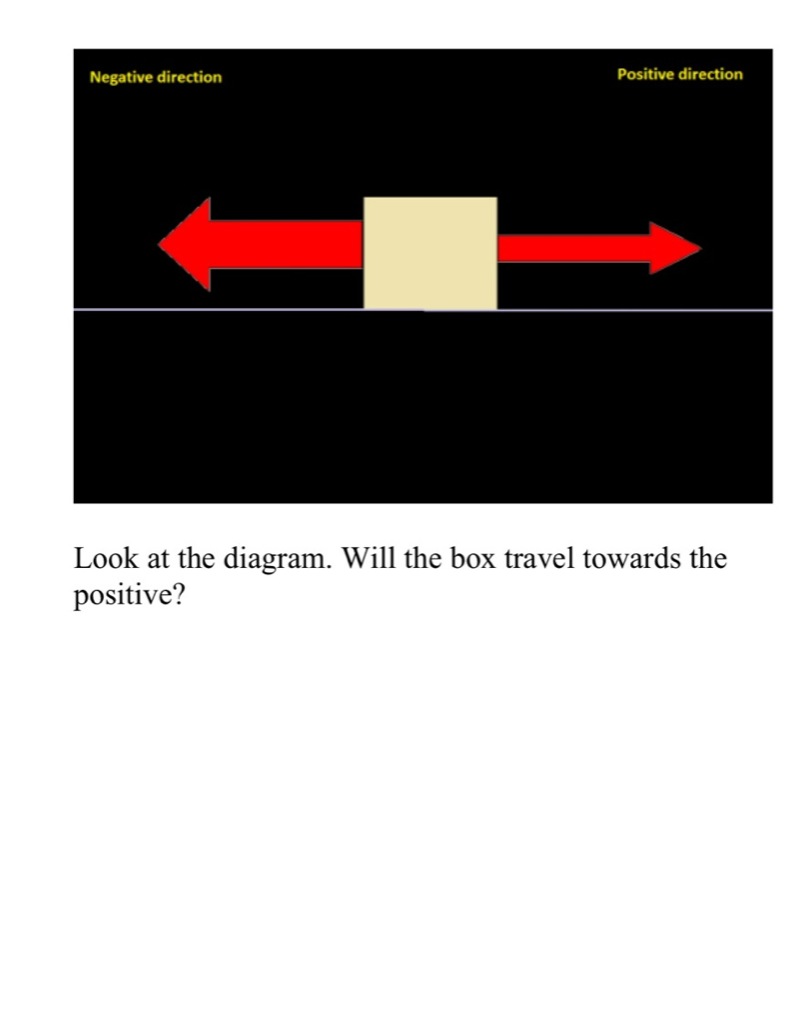 Negative direction
Positive direction
Look at the diagram. Will the box travel towards the
positive?